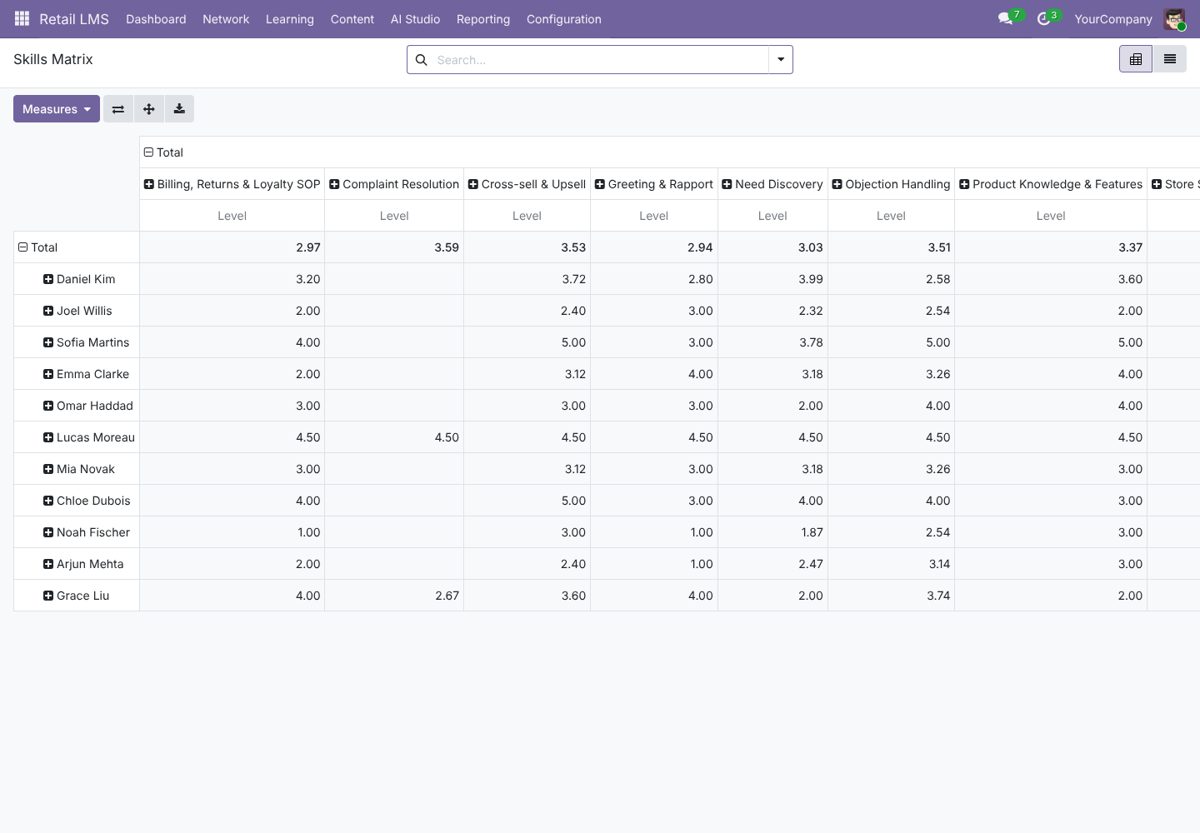 Retail LMS Dashboard Network Learning Content AI Studio Reporting Configuration 7 3 YourCompany
Skills Matrix Search...
Measures
Total
Billing, Returns & Loyalty SOP Complaint Resolution Cross-sell & Upsell Greeting & Rapport Need Discovery Objection Handling Product Knowledge & Features Store
Level Level Level Level Level Level Level
Total 2.97 3.59 3.53 2.94 3.03 3.51 3.37
Daniel Kim 3.20 3.72 2.80 3.99 2.58 3.60
Joel Willis 2.00 2.40 3.00 2.32 2.54 2.00
Sofia Martins 4.00 5.00 3.00 3.78 5.00 5.00
Emma Clarke 2.00 3.12 4.00 3.18 3.26 4.00
Omar Haddad 3.00 3.00 3.00 2.00 4.00 4.00
Lucas Moreau 4.50 4.50 4.50 4.50 4.50 4.50 4.50
Mia Novak 3.00 3.12 3.00 3.18 3.26 3.00
Chloe Dubois 4.00 5.00 3.00 4.00 4.00 3.00
Noah Fischer 1.00 3.00 1.00 1.87 2.54 3.00
Arjun Mehta 2.00 2.40 1.00 2.47 3.14 3.00
Grace Liu 4.00 2.67 3.60 4.00 2.00 3.74 2.00